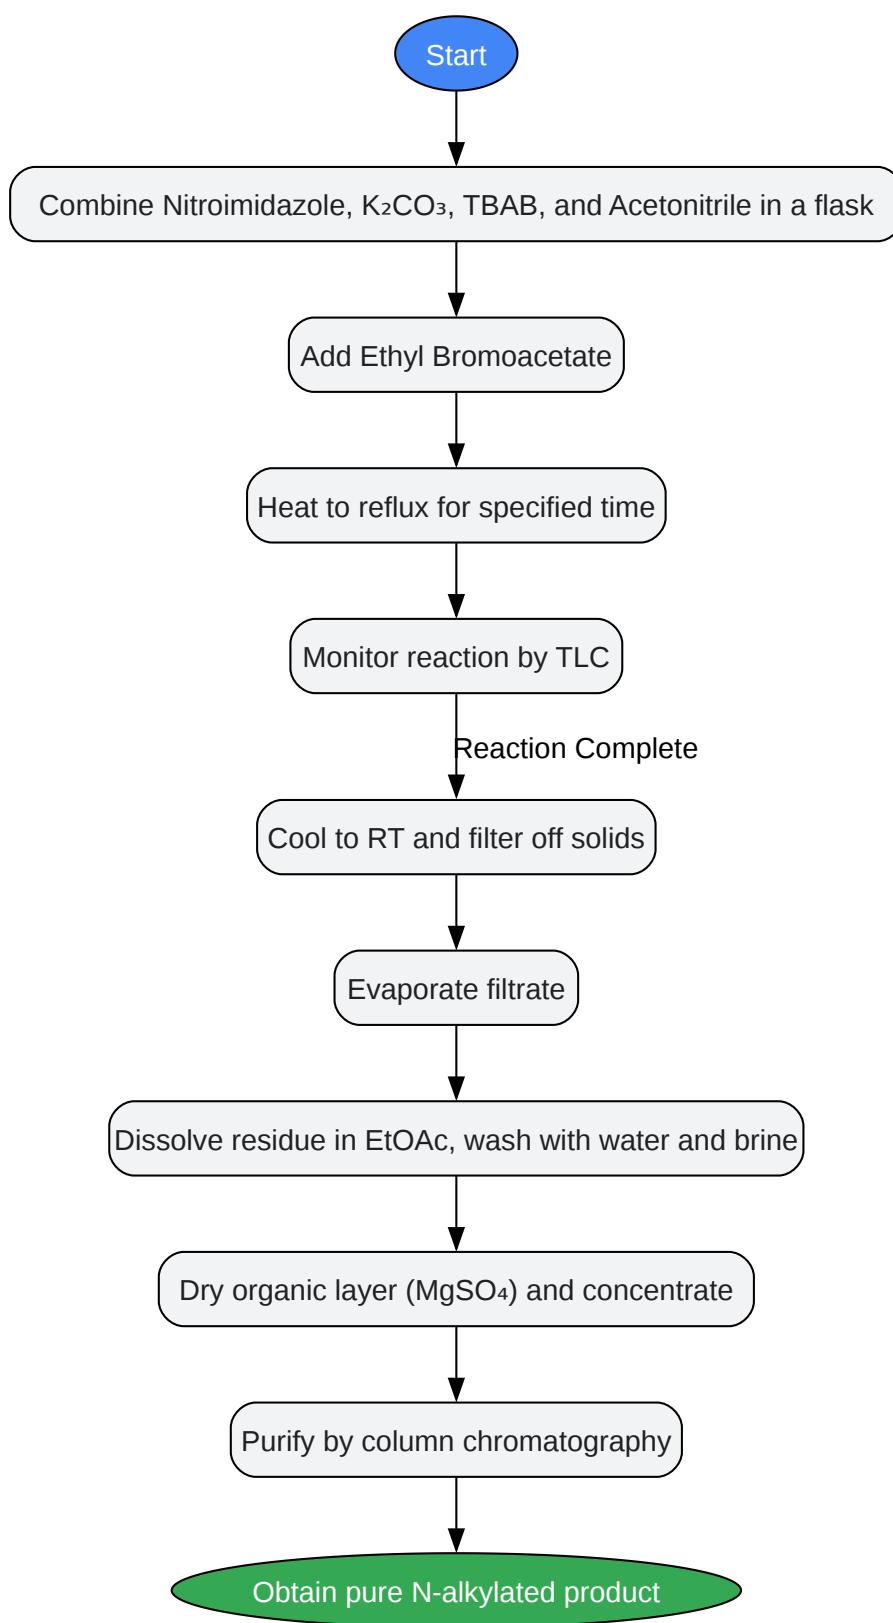 Start
Combine Nitroimidazole, K₂CO₃, TBAB, and Acetonitrile in a flask
Add Ethyl Bromoacetate
Heat to reflux for specified time
Monitor reaction by TLC
Reaction Complete
Cool to RT and filter off solids
Evaporate filtrate
Dissolve residue in EtOAc, wash with water and brine
Dry organic layer (MgSO₄) and concentrate
Purify by column chromatography
Obtain pure N-alkylated product